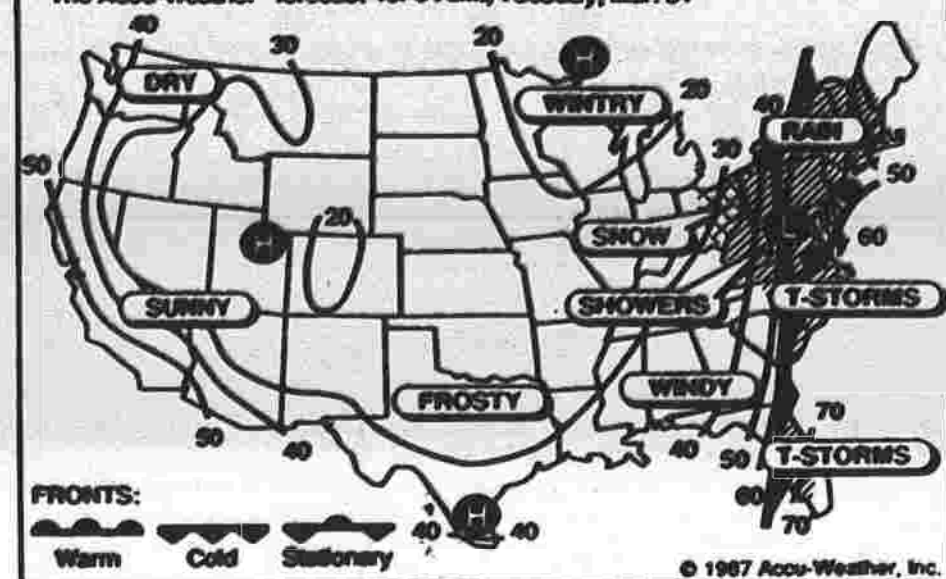 40
30
20
DRY
WINTRY
20
40
RAIN
30
50
50
20
SNOW
60
SUNNY
SHOWERS
T-STORMS
WINDY
FROSTY
70
50
40
40
50
T-STORMS
60
70
40
40
FRONTS:
Warm
Cold
Stationary
© 1987 Accu-Weather, Inc.